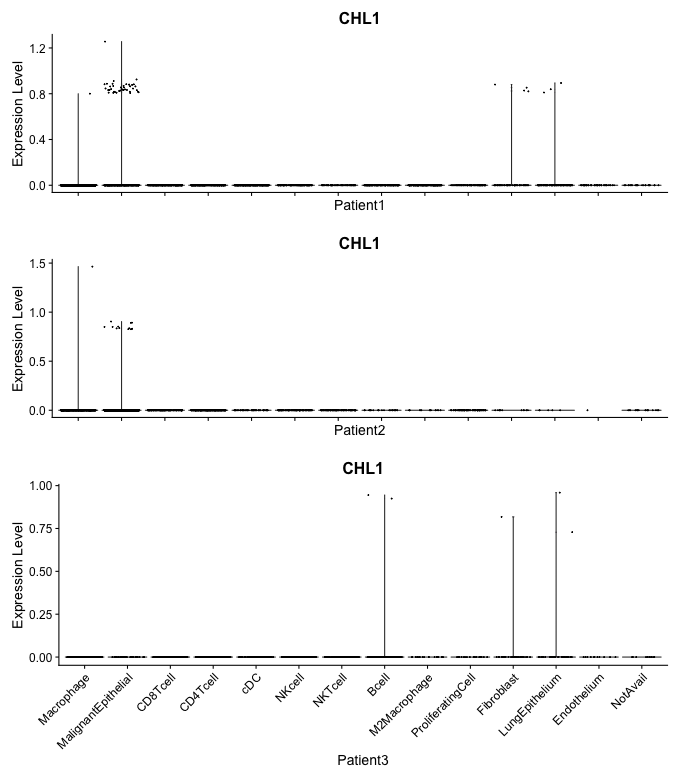 CHL1
Expression Level
1.2
0.8
0.4
0.0
Patient1
CHL1
Expression Level
1.5
1.0
0.5
0.0
Patient2
CHL1
Expression Level
1.00
0.75
0.50
0.25
0.00
Macrophage
MalignantEpithelial
CD8Tcell
CD4Tcell
cDC
NKcell
NKTcell
Bcell
M2Macrophage
ProliferatingCell
Fibroblast
LungEpithelium
Endothelium
NotAvail
Patient3